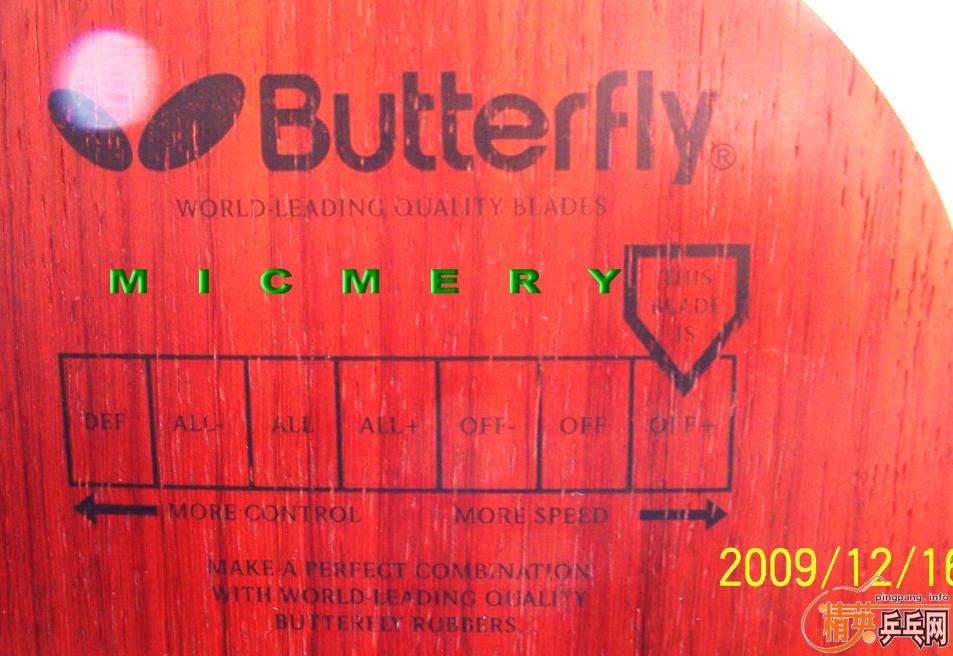 Butterfly®
WORLD-LEADING QUALITY BLADES
MICMERY
THIS
BLADE
IS
DEF ALL- ALL ALL+ OFF- OFF OFF+
MORE CONTROL MORE SPEED
MAKE A PERFECT COMBINATION
WITH WORLD-LEADING QUALITY
BUTTERFLY RUBBERS.
2009/12/16
pingpang.info
精英乒乓网